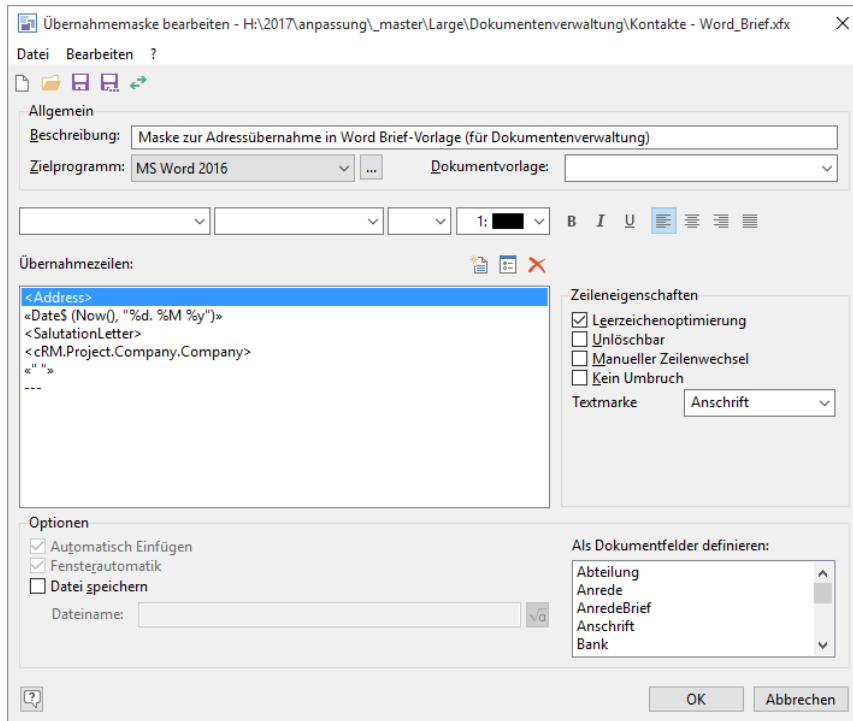 Übernahmemaske bearbeiten - H:\2017\anpassung\_master\Large\Dokumentenverwaltung\Kontakte - Word_Brief.xfx
Datei Bearbeiten ?
Allgemein
Beschreibung: Maske zur Adressübernahme in Word Brief-Vorlage (für Dokumentenverwaltung)
Zielprogramm: MS Word 2016 ... Dokumentvorlage:
1: B I U
Übernahmezeilen:
<Address>
«Date$ (Now(), "%d. %M %y")»
<SalutationLetter>
<cRM.Project.Company.Company>
«" "»
---
Zeileneigenschaften
Leerzeichenoptimierung
Unlöschbar
Manueller Zeilenwechsel
Kein Umbruch
Textmarke Anschrift
Optionen
Automatisch Einfügen
Fensterautomatik
Datei speichern
Dateiname: √α
Als Dokumentfelder definieren:
Abteilung
Anrede
AnredeBrief
Anschrift
Bank
? OK Abbrechen